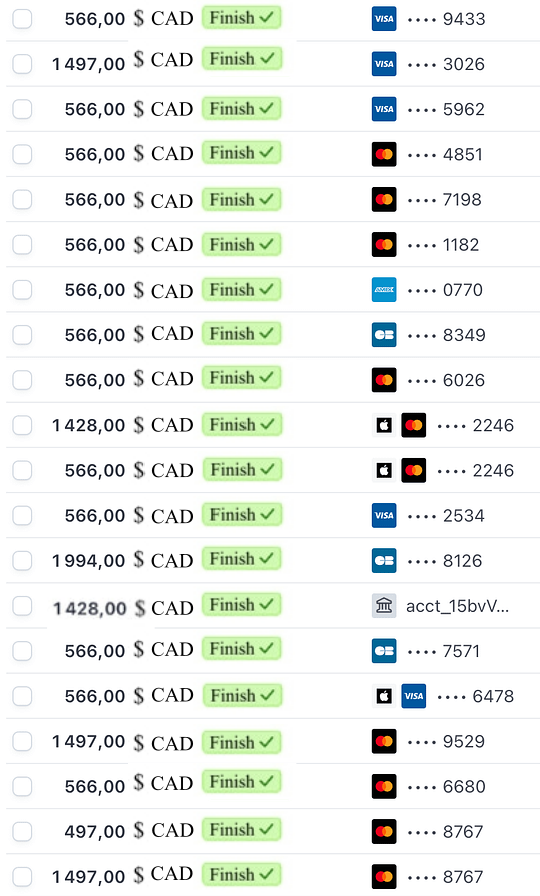 566,00 $ CAD Finish ✓ VISA •••• 9433
1 497,00 $ CAD Finish ✓ VISA •••• 3026
566,00 $ CAD Finish ✓ VISA •••• 5962
566,00 $ CAD Finish ✓ •••• 4851
566,00 $ CAD Finish ✓ •••• 7198
566,00 $ CAD Finish ✓ •••• 1182
566,00 $ CAD Finish ✓ AMEX •••• 0770
566,00 $ CAD Finish ✓ CB •••• 8349
566,00 $ CAD Finish ✓ •••• 6026
1 428,00 $ CAD Finish ✓ •••• 2246
566,00 $ CAD Finish ✓ •••• 2246
566,00 $ CAD Finish ✓ VISA •••• 2534
1 994,00 $ CAD Finish ✓ CB •••• 8126
1 428,00 $ CAD Finish ✓ acct_15bvV...
566,00 $ CAD Finish ✓ CB •••• 7571
566,00 $ CAD Finish ✓ VISA •••• 6478
1 497,00 $ CAD Finish ✓ •••• 9529
566,00 $ CAD Finish ✓ •••• 6680
497,00 $ CAD Finish ✓ •••• 8767
1 497,00 $ CAD Finish ✓ •••• 8767